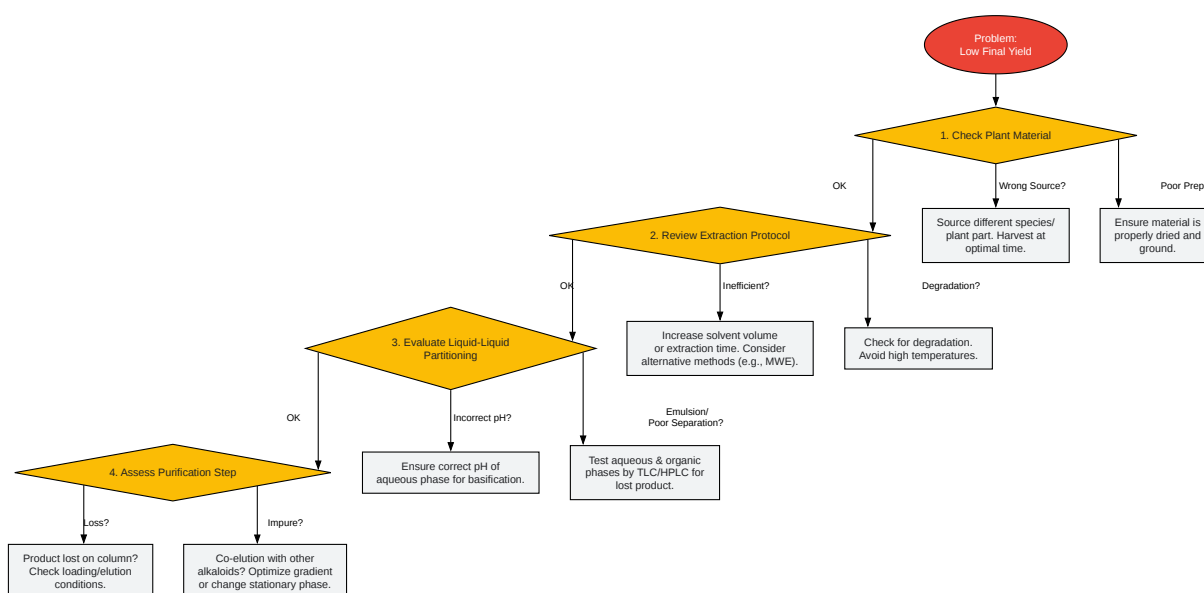 Problem:
Low Final Yield
1. Check Plant Material
OK
Wrong Source?
Poor Prep
Source different species/
plant part. Harvest at
optimal time.
Ensure material is
properly dried and
ground.
2. Review Extraction Protocol
OK
Inefficient?
Degradation?
Increase solvent volume
or extraction time. Consider
alternative methods (e.g., MWE).
Check for degradation.
Avoid high temperatures.
3. Evaluate Liquid-Liquid
Partitioning
OK
Incorrect pH?
Emulsion/
Poor Separation?
Ensure correct pH of
aqueous phase for basification.
Test aqueous & organic
phases by TLC/HPLC for
lost product.
4. Assess Purification Step
Loss?
Impure?
Product lost on column?
Check loading/elution
conditions.
Co-elution with other
alkaloids? Optimize gradient
or change stationary phase.